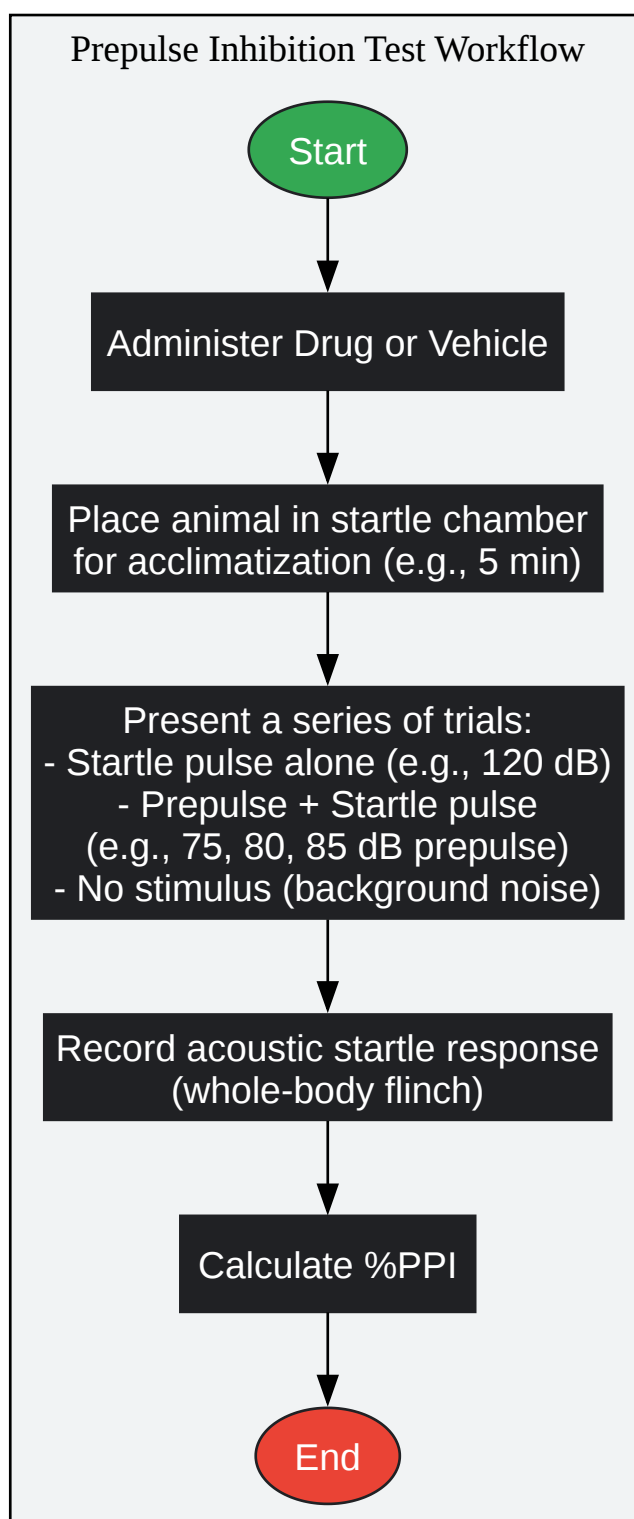 Prepulse Inhibition Test Workflow
Start
Administer Drug or Vehicle
Place animal in startle chamber
for acclimatization (e.g., 5 min)
Present a series of trials:
- Startle pulse alone (e.g., 120 dB)
- Prepulse + Startle pulse
(e.g., 75, 80, 85 dB prepulse)
- No stimulus (background noise)
Record acoustic startle response
(whole-body flinch)
Calculate %PPI
End